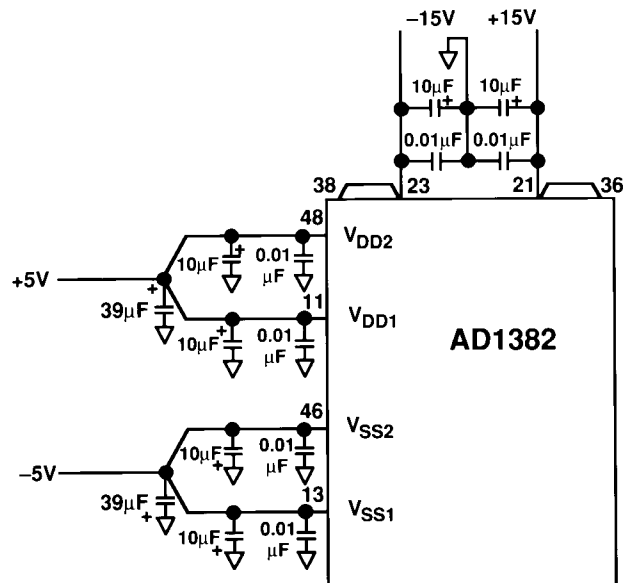 −15V +15V
10μF + 10μF +
0.01μF 0.01μF
38 23 21 36
48 VDD2
+ 0.01
10μF μF
+5V +
39μF
11 VDD1
+ 0.01
10μF μF
AD1382
46 VSS2
0.01
10μF + μF
−5V
39μF +
13 VSS1
0.01
10μF + μF